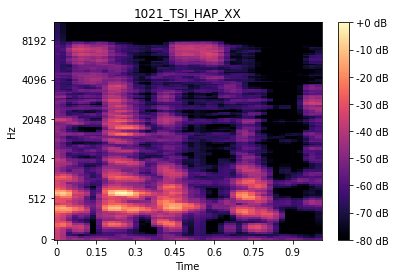 1021_TSI_HAP_XX
Hz
8192
4096
2048
1024
512
0
0 0.15 0.3 0.45 0.6 0.75 0.9
Time
+0 dB
-10 dB
-20 dB
-30 dB
-40 dB
-50 dB
-60 dB
-70 dB
-80 dB